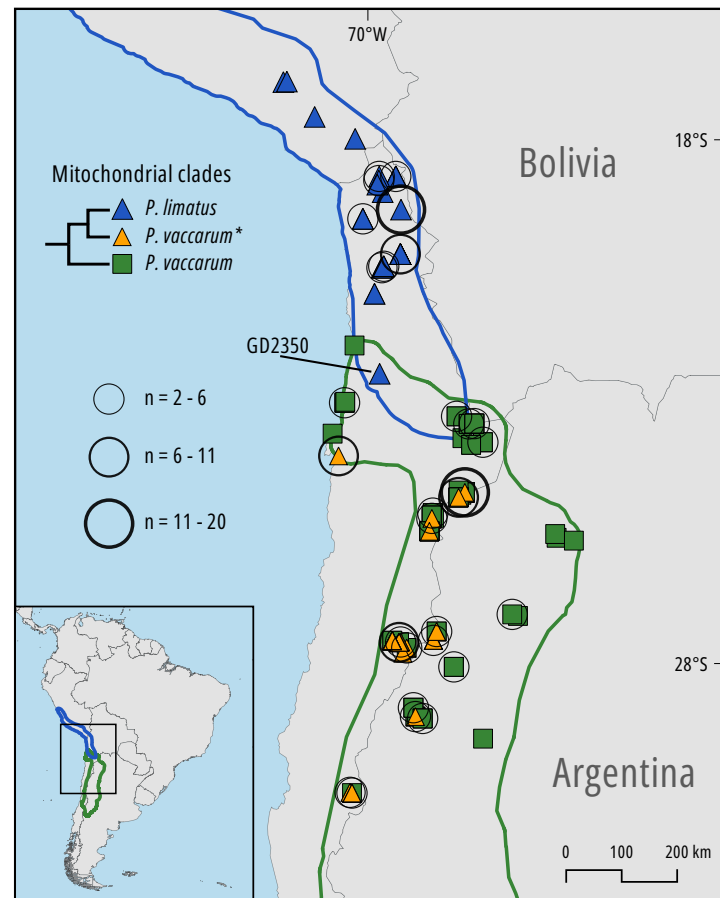 70°W
18°S
Bolivia
Mitochondrial clades
P. limatus
P. vaccarum*
P. vaccarum
GD2350
n = 2 - 6
n = 6 - 11
n = 11 - 20
28°S
Argentina
0 100 200 km